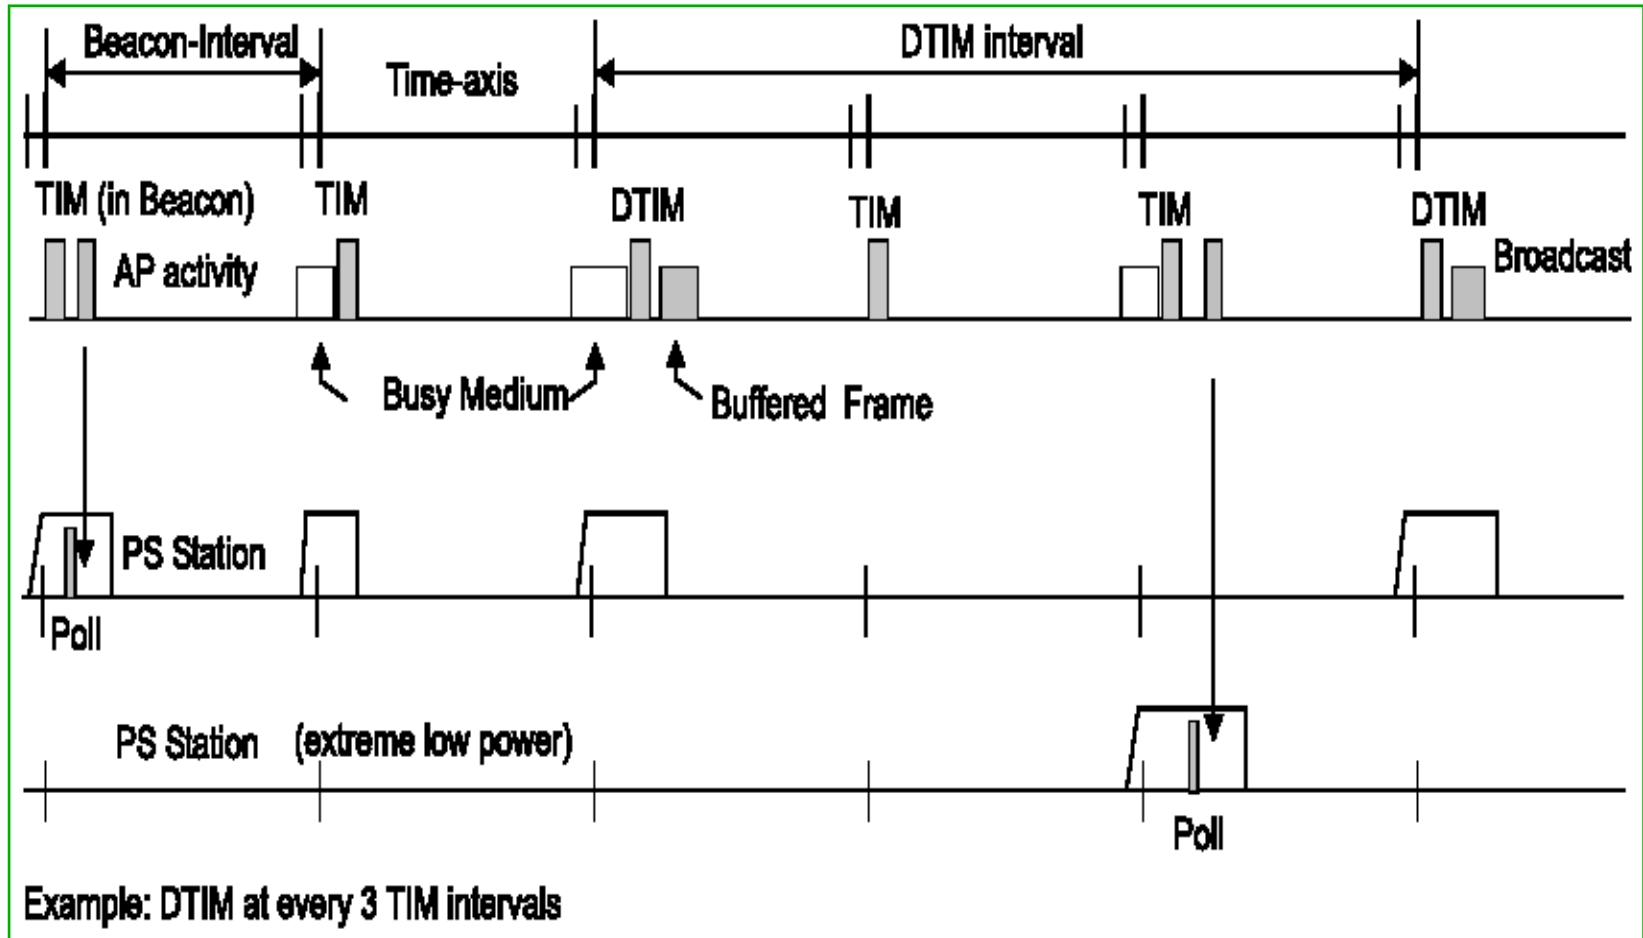 Beacon-Interval
DTIM interval
Time-axis
TIM (in Beacon)
TIM
DTIM
TIM
TIM
DTIM
AP activity
Broadcast
Busy Medium
Buffered Frame
PS Station
Poll
PS Station (extreme low power)
Poll
Example: DTIM at every 3 TIM intervals